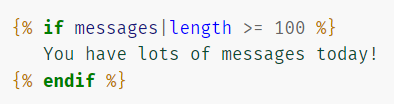 {% if messages|length >= 100 %}
   You have lots of messages today!
{% endif %}